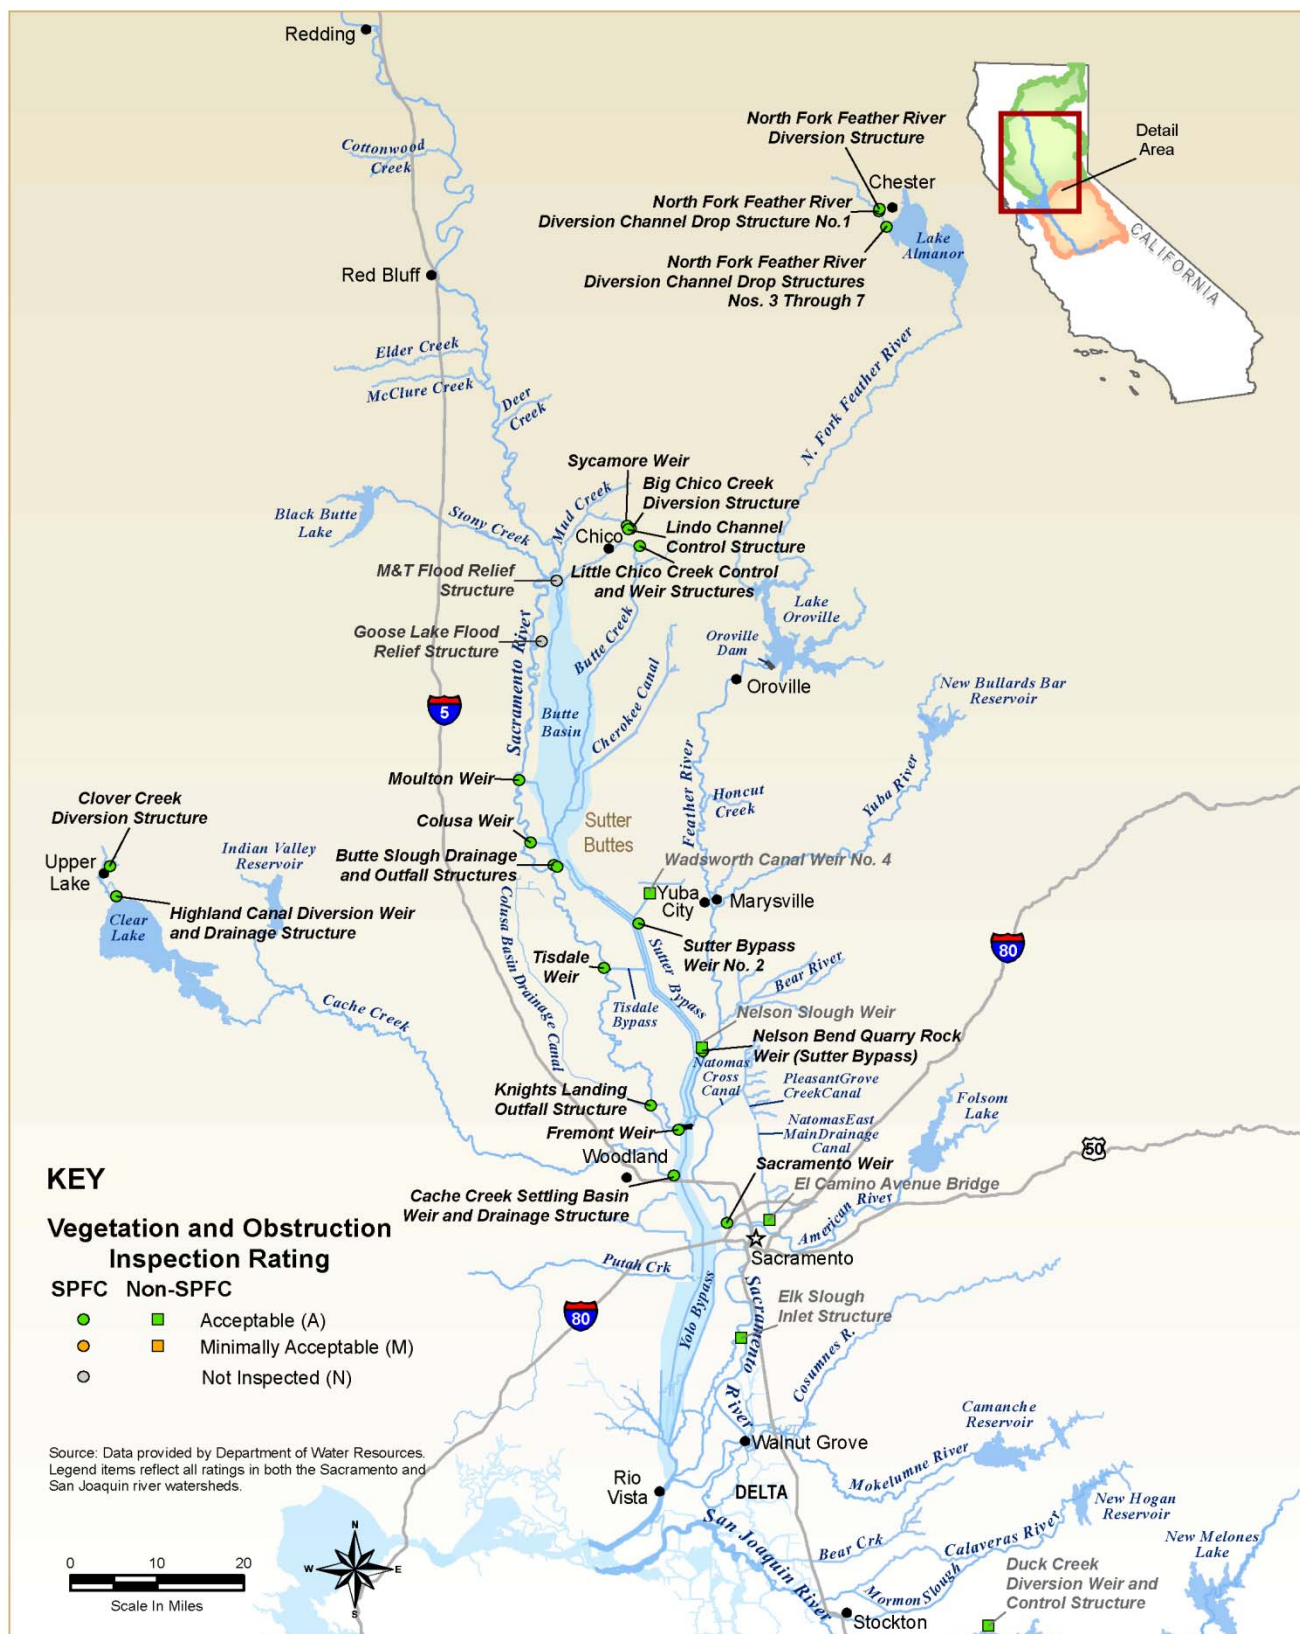 Redding
Cottonwood
Creek
North Fork Feather River
Diversion Structure
Detail
Area
CALIFORNIA
Chester
North Fork Feather River
Diversion Channel Drop Structure No.1
Lake
Almanor
North Fork Feather River
Diversion Channel Drop Structures
Nos. 3 Through 7
Red Bluff
Elder Creek
McClure Creek
Deer
Creek
N. Fork Feather River
Sycamore Weir
Big Chico Creek
Diversion Structure
Black Butte
Lake
Stony Creek
Mud Creek
Chico
Lindo Channel
Control Structure
M&T Flood Relief
Structure
Little Chico Creek Control
and Weir Structures
Goose Lake Flood
Relief Structure
Sacramento River
Butte Creek
Lake
Oroville
Oroville
Dam
Oroville
5
Butte
Basin
Cherokee Canal
New Bullards Bar
Reservoir
Moulton Weir
Feather River
Honcut
Creek
Yuba River
Clover Creek
Diversion Structure
Colusa Weir
Sutter
Buttes
Upper
Lake
Indian Valley
Reservoir
Butte Slough Drainage
and Outfall Structures
Wadsworth Canal Weir No. 4
Yuba
City
Marysville
Clear
Lake
Highland Canal Diversion Weir
and Drainage Structure
Colusa Basin Drainage Canal
Sutter Bypass
Weir No. 2
80
Tisdale
Weir
Sutter Bypass
Bear River
Cache Creek
Tisdale
Bypass
Nelson Slough Weir
Nelson Bend Quarry Rock
Weir (Sutter Bypass)
Natomas
Cross
Canal
PleasantGrove
CreekCanal
Knights Landing
Outfall Structure
Folsom
Lake
NatomasEast
MainDrainage
Canal
Fremont Weir
Woodland
50
Sacramento Weir
El Camino Avenue Bridge
Cache Creek Settling Basin
Weir and Drainage Structure
American River
Sacramento
Putah Crk
80
Yolo Bypass
Sacramento
River
Elk Slough
Inlet Structure
Cosumnes R.
KEY
Vegetation and Obstruction
Inspection Rating
SPFC Non-SPFC
Acceptable (A)
Minimally Acceptable (M)
Not Inspected (N)
Source: Data provided by Department of Water Resources.
Legend items reflect all ratings in both the Sacramento and
San Joaquin river watersheds.
Camanche
Reservoir
Walnut Grove
Mokelumne River
Rio
Vista
DELTA
New Hogan
Reservoir
San Joaquin River
Bear Crk
Calaveras River
New Melones
Lake
Mormon Slough
Duck Creek
Diversion Weir and
Control Structure
Stockton
N
W E
S
0 10 20
Scale In Miles